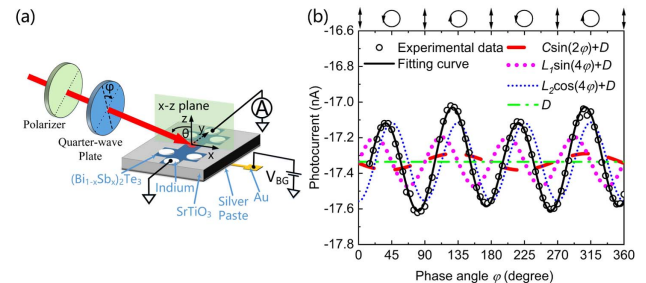 (a)
Polarizer
Quarter-wave
Plate
φ
x-z plane
z
θ
y
x
A
(Bi1-xSbx)2Te3
Indium
SrTiO3
Silver
Paste
Au
VBG
(b)
Photocurrent (nA)
-16.6
-16.8
-17.0
-17.2
-17.4
-17.6
-17.8
Experimental data
Fitting curve
Csin(2φ)+D
L1sin(4φ)+D
L2cos(4φ)+D
D
0 45 90 135 180 225 270 315 360
Phase angle φ (degree)